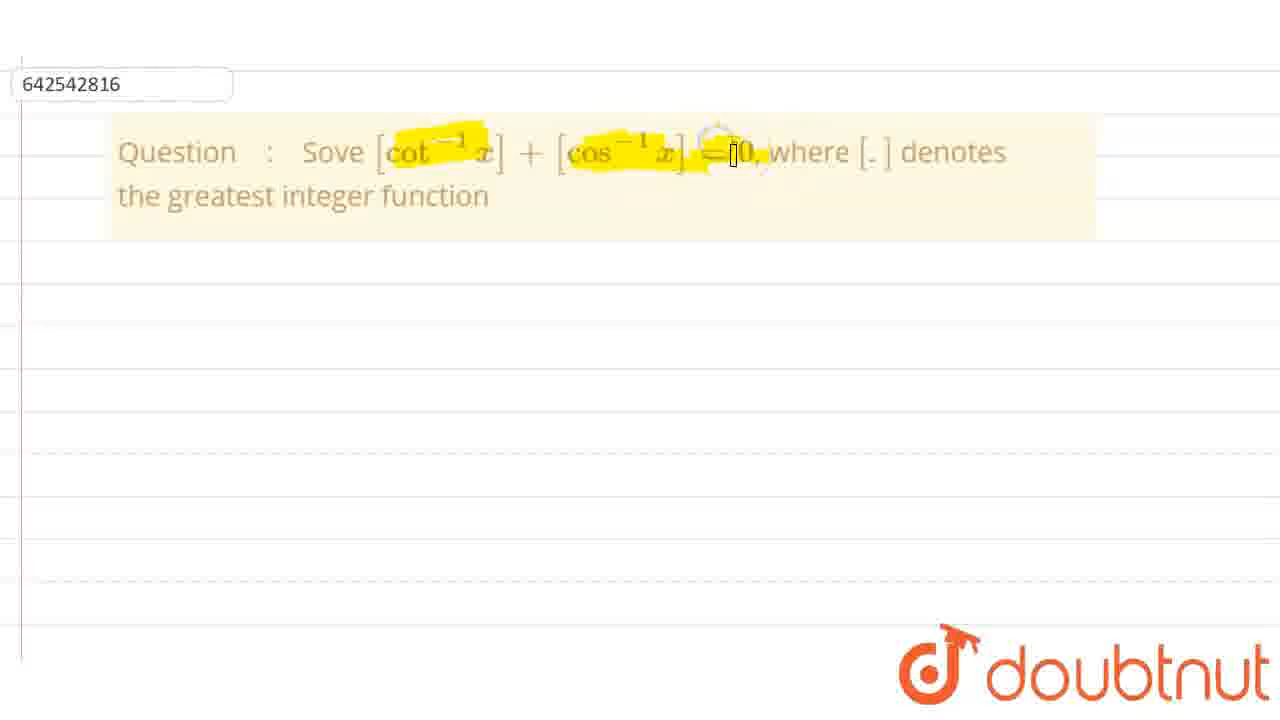 642542816
Question : Sove [cot⁻¹ x] + [cos⁻¹ x] = 0, where [.] denotes
the greatest integer function
doubtnut